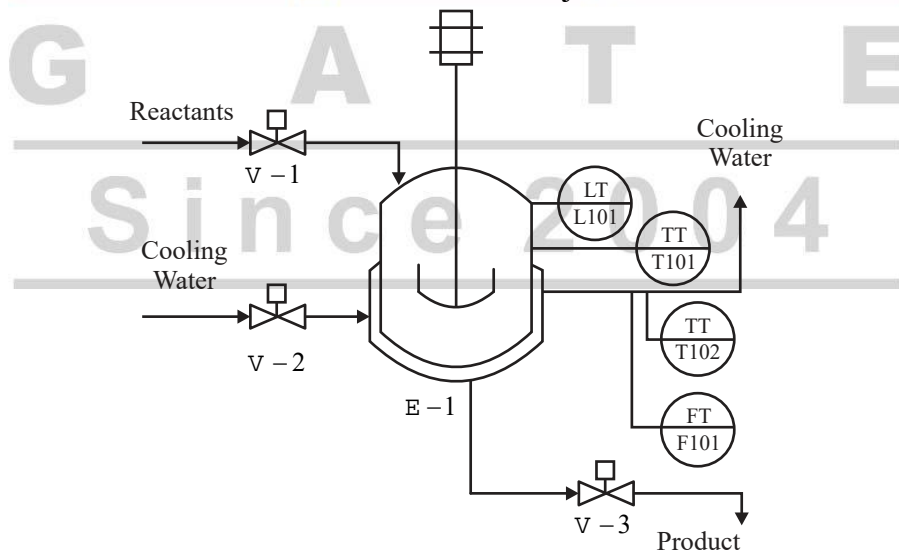 G A T E
Since 2004
Reactants
V – 1
Cooling
Water
V – 2
E – 1
LT
L101
TT
T101
Cooling
Water
TT
T102
FT
F101
V – 3
Product